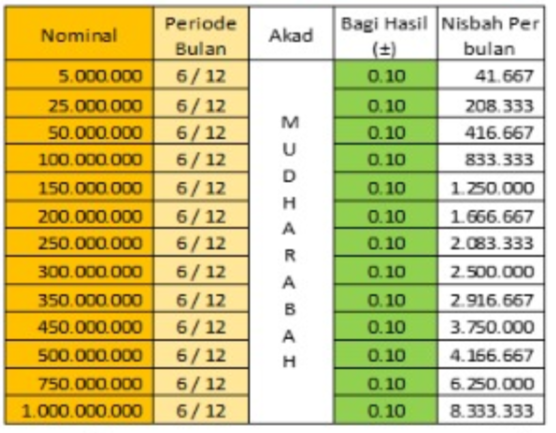 Nominal Periode Bulan Akad Bagi Hasil (±) Nisbah Per bulan
5.000.000 6 / 12 0.10 41.667
25.000.000 6 / 12 0.10 208.333
50.000.000 6 / 12 0.10 416.667
100.000.000 6 / 12 0.10 833.333
150.000.000 6 / 12 0.10 1.250.000
200.000.000 6 / 12 0.10 1.666.667
250.000.000 6 / 12 0.10 2.083.333
300.000.000 6 / 12 0.10 2.500.000
350.000.000 6 / 12 0.10 2.916.667
450.000.000 6 / 12 0.10 3.750.000
500.000.000 6 / 12 0.10 4.166.667
750.000.000 6 / 12 0.10 6.250.000
1.000.000.000 6 / 12 0.10 8.333.333
MUDHARABAH